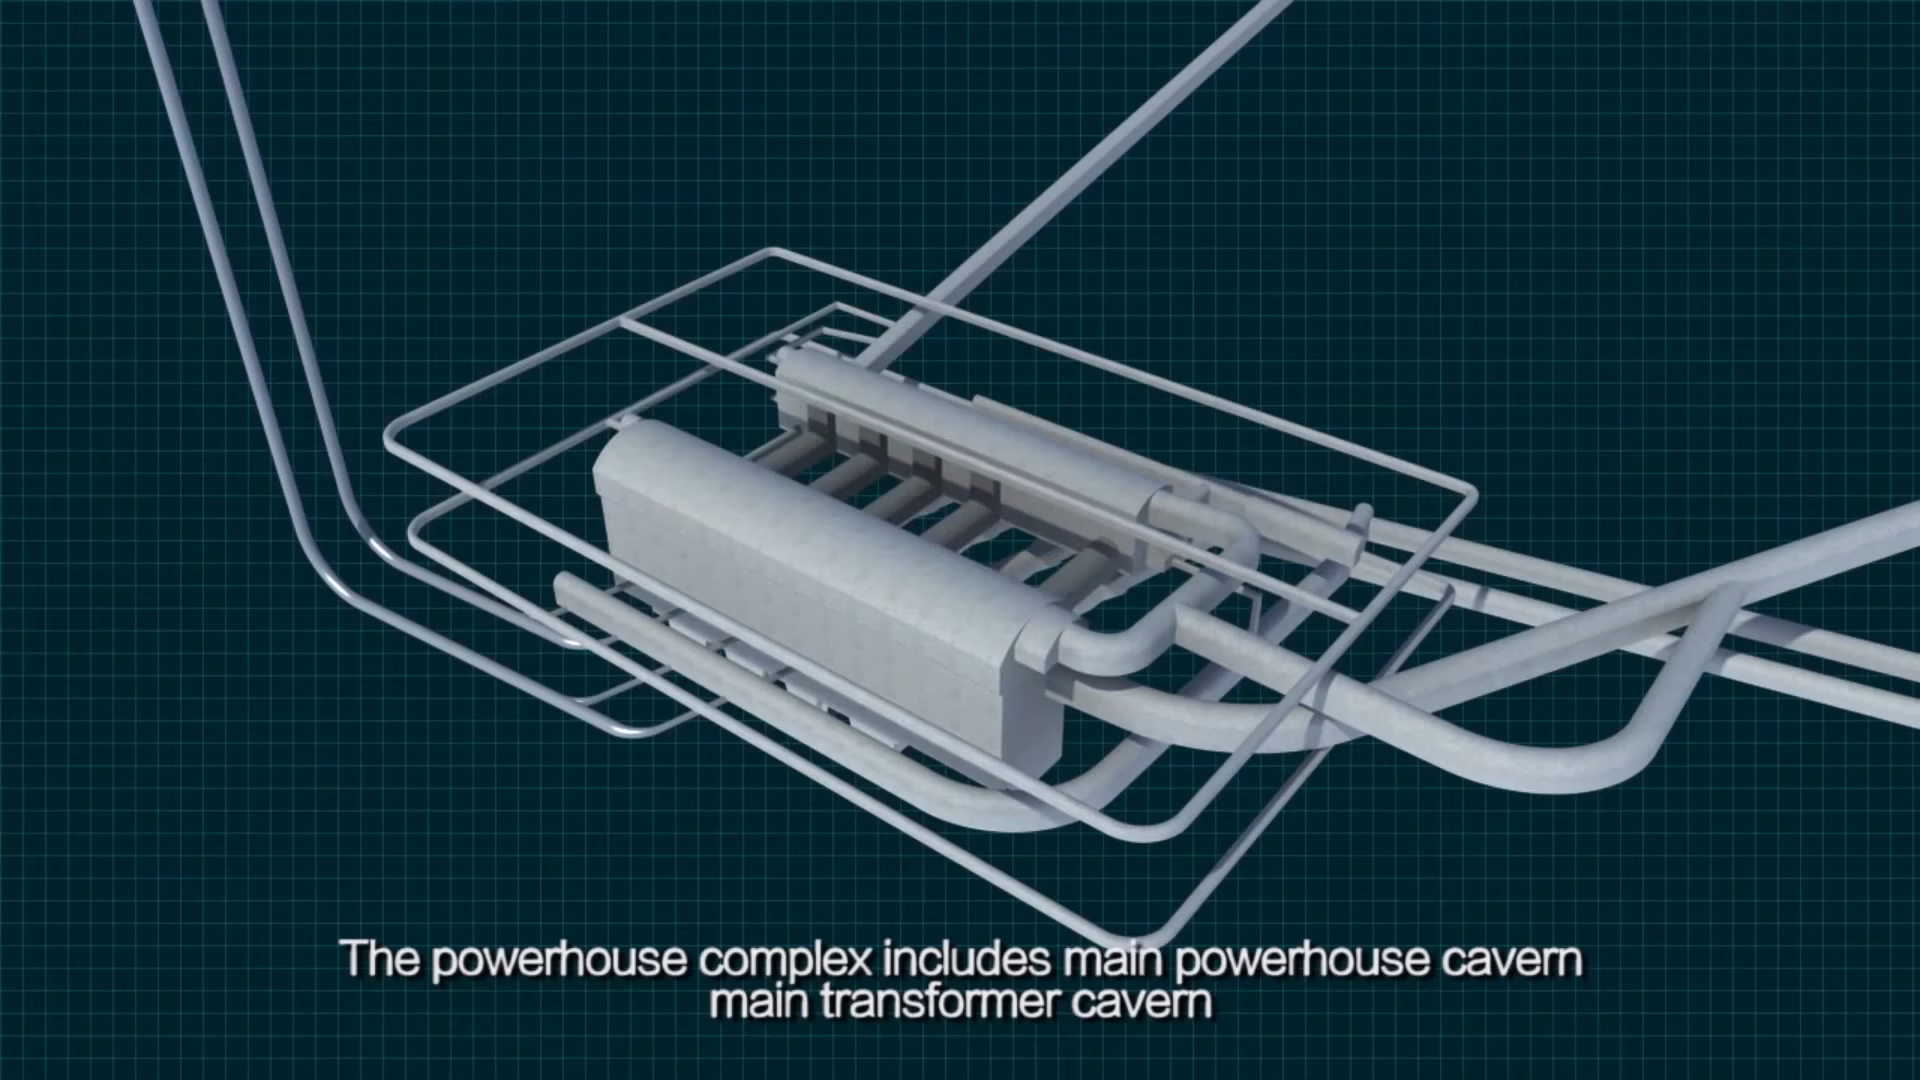 The powerhouse complex includes main powerhouse cavern
main transformer cavern